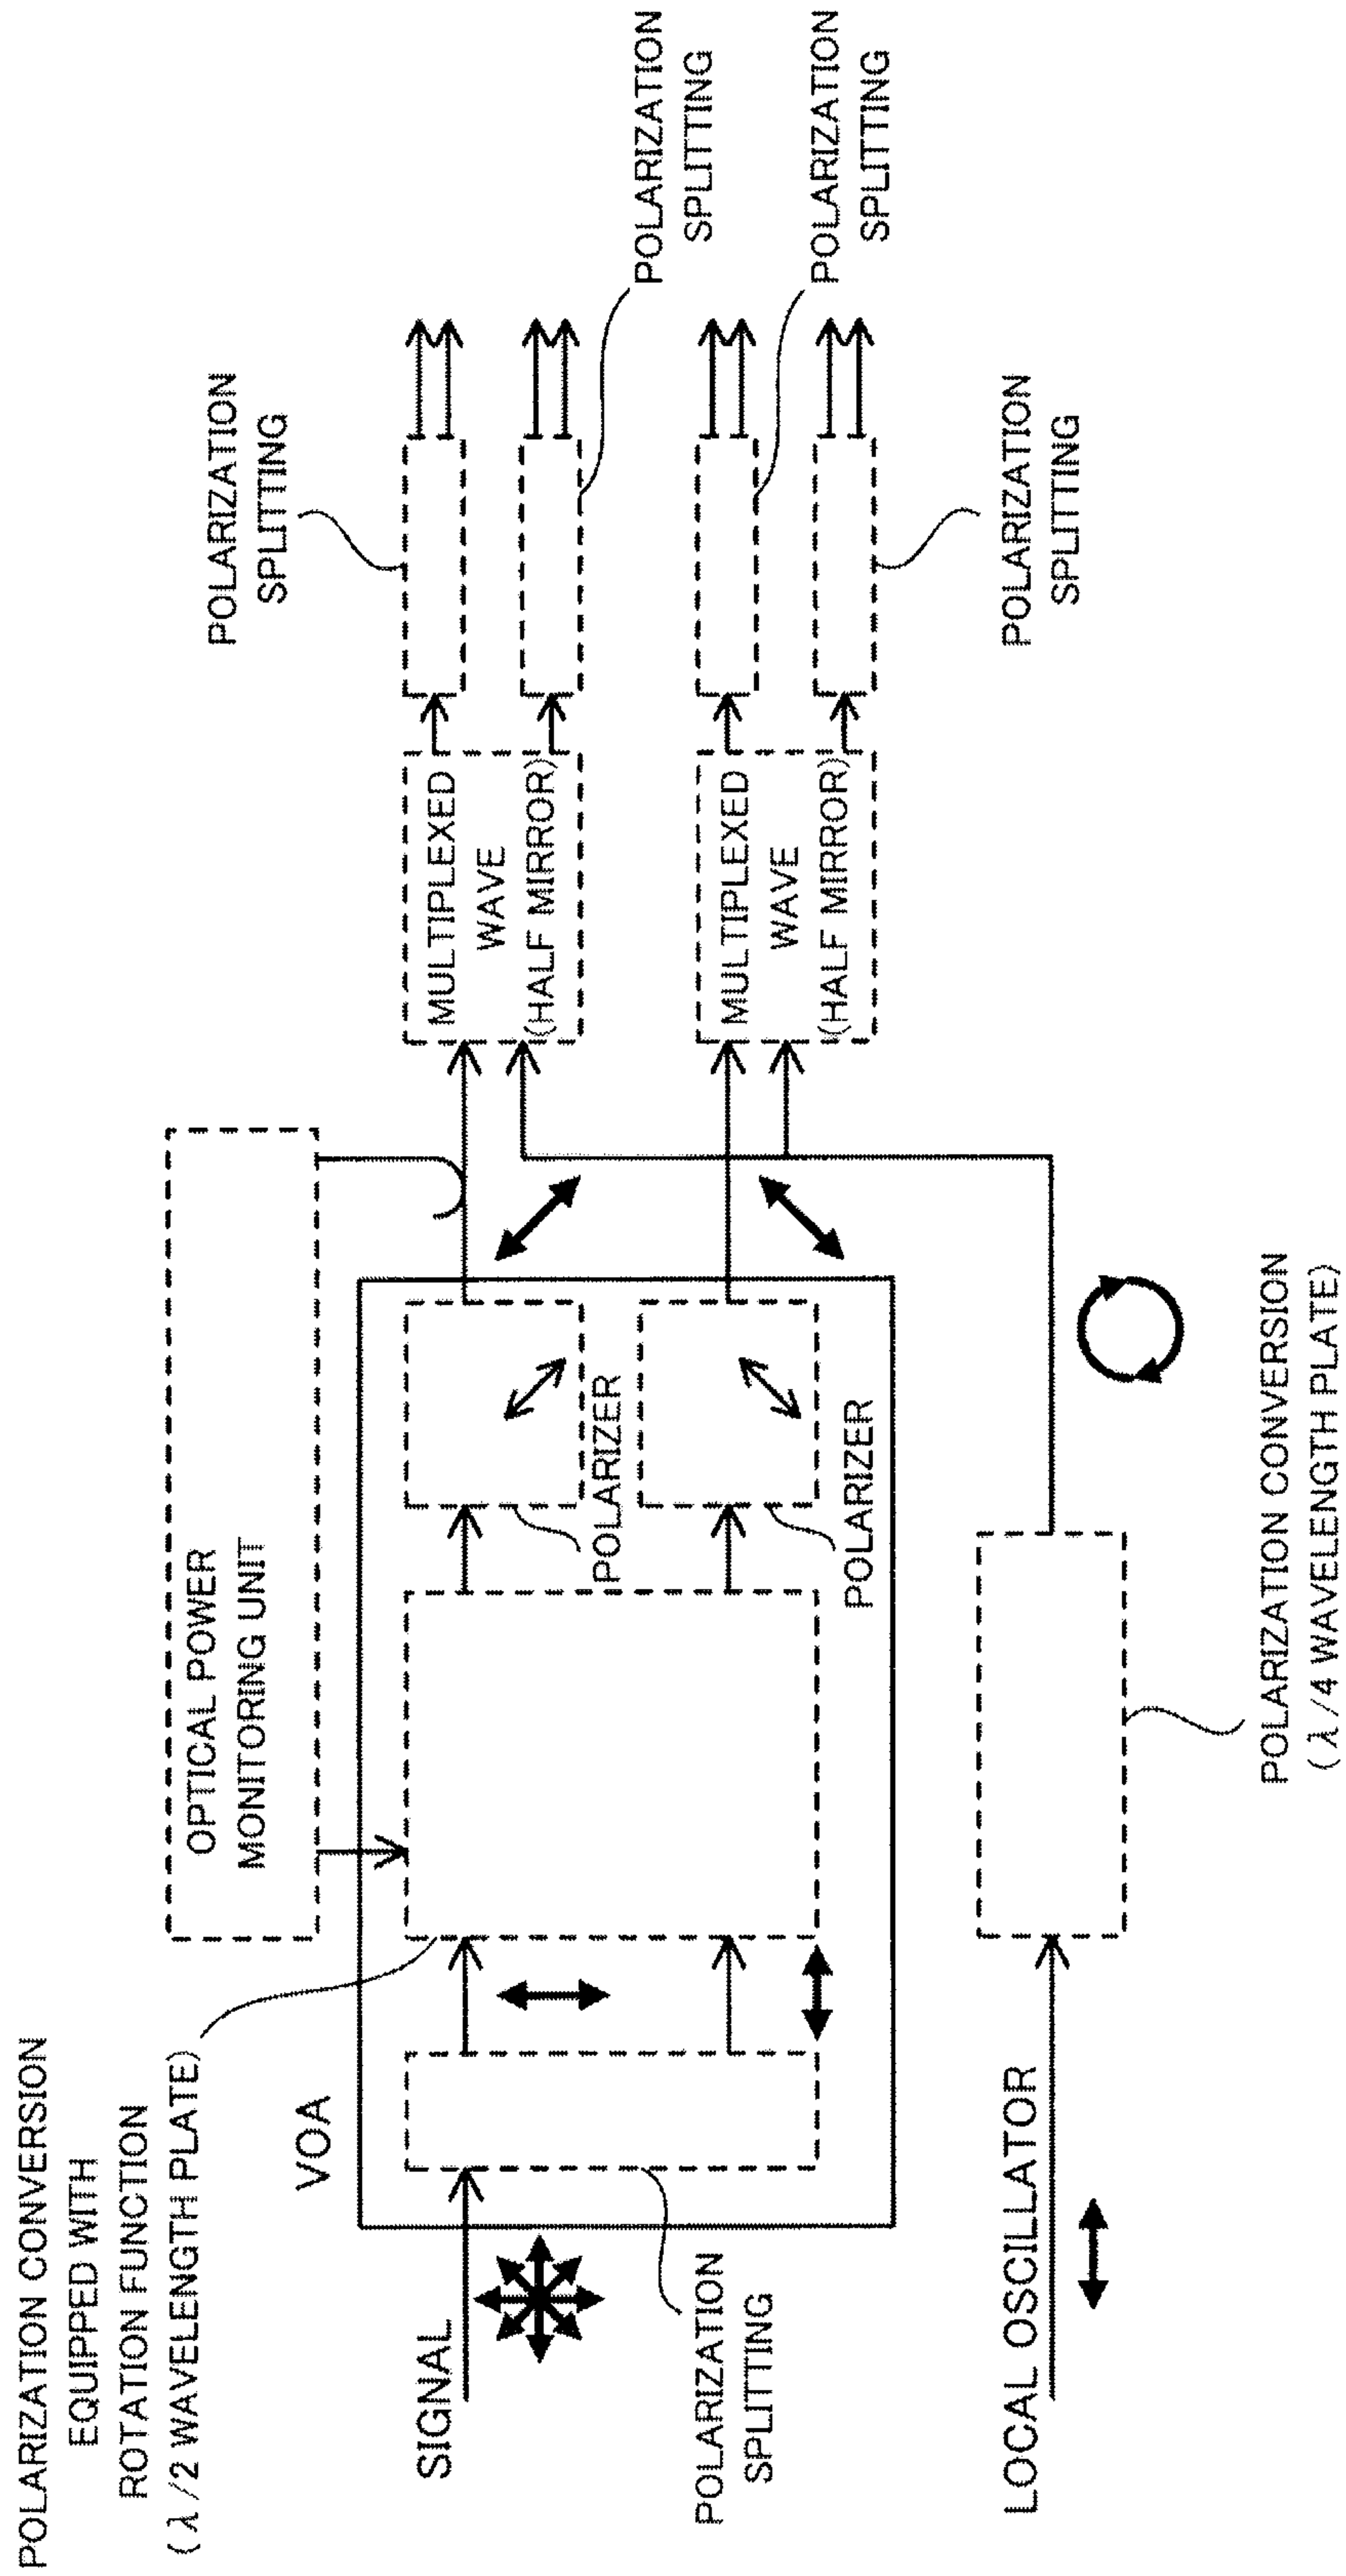 POLARIZATION CONVERSION
EQUIPPED WITH
ROTATION FUNCTION
(λ/2 WAVELENGTH PLATE)
OPTICAL POWER
MONITORING UNIT
POLARIZATION
SPLITTING
VOA
SIGNAL
POLARIZATION
SPLITTING
POLARIZER
POLARIZER
MULTIPLEXED
WAVE
(HALF MIRROR)
MULTIPLEXED
WAVE
(HALF MIRROR)
POLARIZATION
SPLITTING
POLARIZATION
SPLITTING
POLARIZATION
SPLITTING
LOCAL OSCILLATOR
POLARIZATION CONVERSION
(λ/4 WAVELENGTH PLATE)